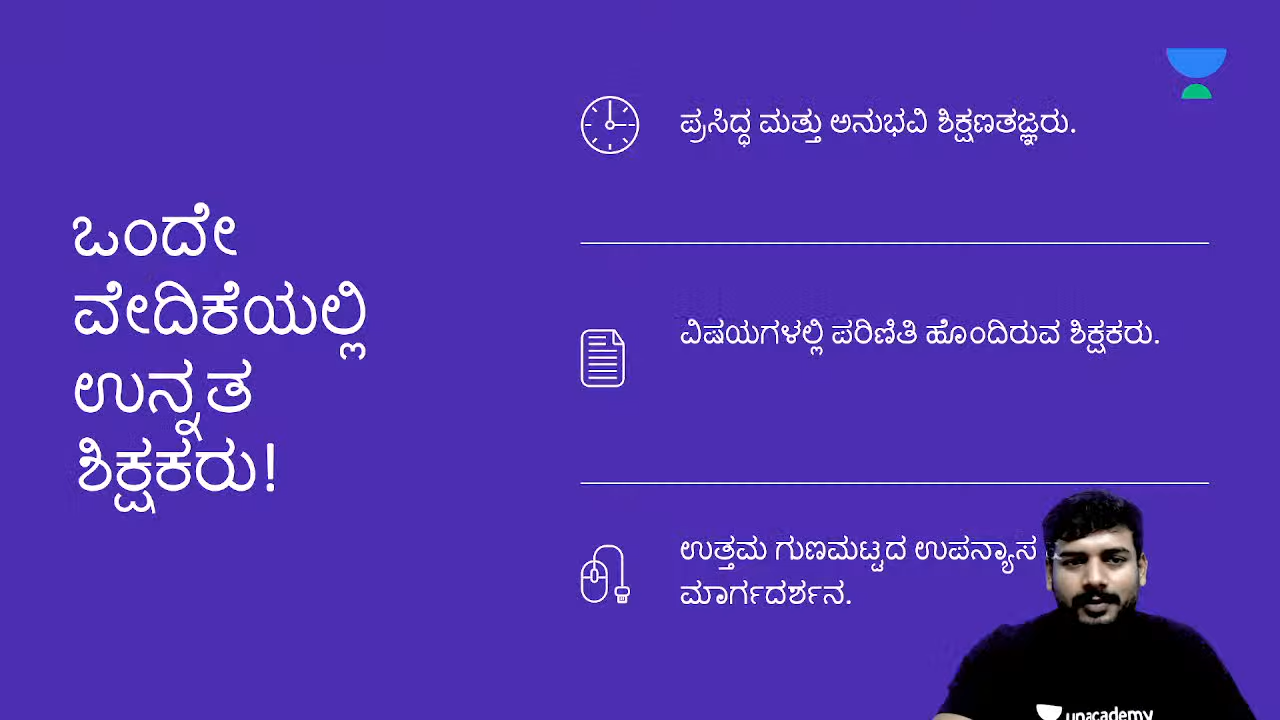 ಒಂದೇ
ವೇದಿಕೆಯಲ್ಲಿ
ಉನ್ನತ
ಶಿಕ್ಷಕರು!
ಪ್ರಸಿದ್ಧ ಮತ್ತು ಅನುಭವಿ ಶಿಕ್ಷಣತಜ್ಞರು.
ವಿಷಯಗಳಲ್ಲಿ ಪರಿಣಿತಿ ಹೊಂದಿರುವ ಶಿಕ್ಷಕರು.
ಉತ್ತಮ ಗುಣಮಟ್ಟದ ಉಪನ್ಯಾಸ
ಮಾರ್ಗದರ್ಶನ.
unacademy